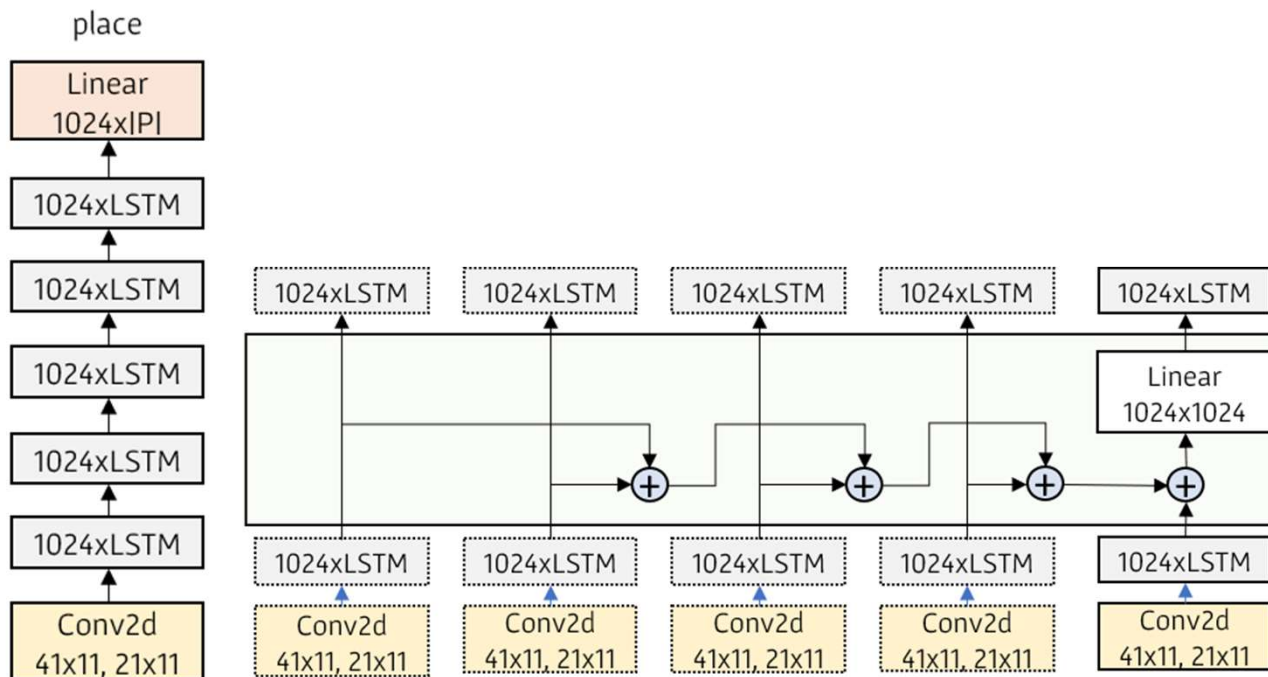 place
Linear
1024x|P|
1024xLSTM
1024xLSTM
1024xLSTM
1024xLSTM
1024xLSTM
Conv2d
41x11, 21x11
1024xLSTM
1024xLSTM
1024xLSTM
1024xLSTM
1024xLSTM
Linear
1024x1024
+
+
+
+
1024xLSTM
1024xLSTM
1024xLSTM
1024xLSTM
1024xLSTM
Conv2d
41x11, 21x11
Conv2d
41x11, 21x11
Conv2d
41x11, 21x11
Conv2d
41x11, 21x11
Conv2d
41x11, 21x11